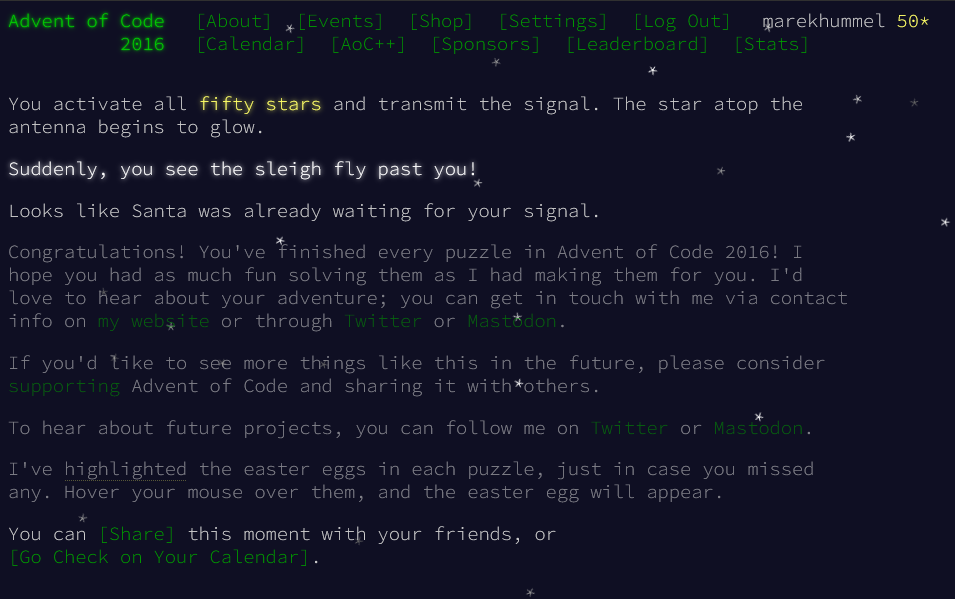 Advent of Code [About] [Events] [Shop] [Settings] [Log Out] marekhummel 50*
2016 [Calendar] [AoC++] [Sponsors] [Leaderboard] [Stats]
You activate all fifty stars and transmit the signal. The star atop the
antenna begins to glow.
Suddenly, you see the sleigh fly past you!
Looks like Santa was already waiting for your signal.
Congratulations! You've finished every puzzle in Advent of Code 2016! I
hope you had as much fun solving them as I had making them for you. I'd
love to hear about your adventure; you can get in touch with me via contact
info on my website or through Twitter or Mastodon.
If you'd like to see more things like this in the future, please consider
supporting Advent of Code and sharing it with others.
To hear about future projects, you can follow me on Twitter or Mastodon.
I've highlighted the easter eggs in each puzzle, just in case you missed
any. Hover your mouse over them, and the easter egg will appear.
You can [Share] this moment with your friends, or
[Go Check on Your Calendar].